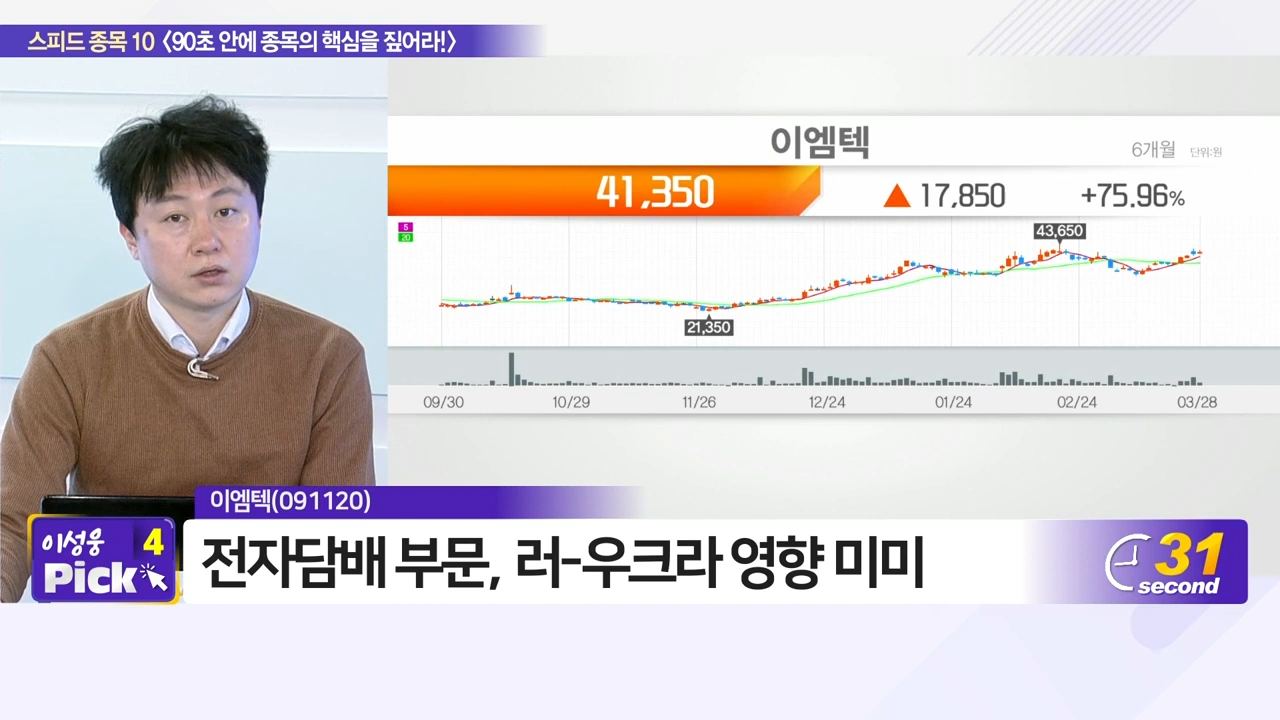 스피드 종목 10 〈90초 안에 종목의 핵심을 짚어라!〉
이엠텍
6개월 단위:원
41,350
▲ 17,850
+75.96%
5
20
43,650
21,350
09/30
10/29
11/26
12/24
01/24
02/24
03/28
이엠텍(091120)
이성웅 4
Pick
전자담배 부문, 러-우크라 영향 미미
31
second